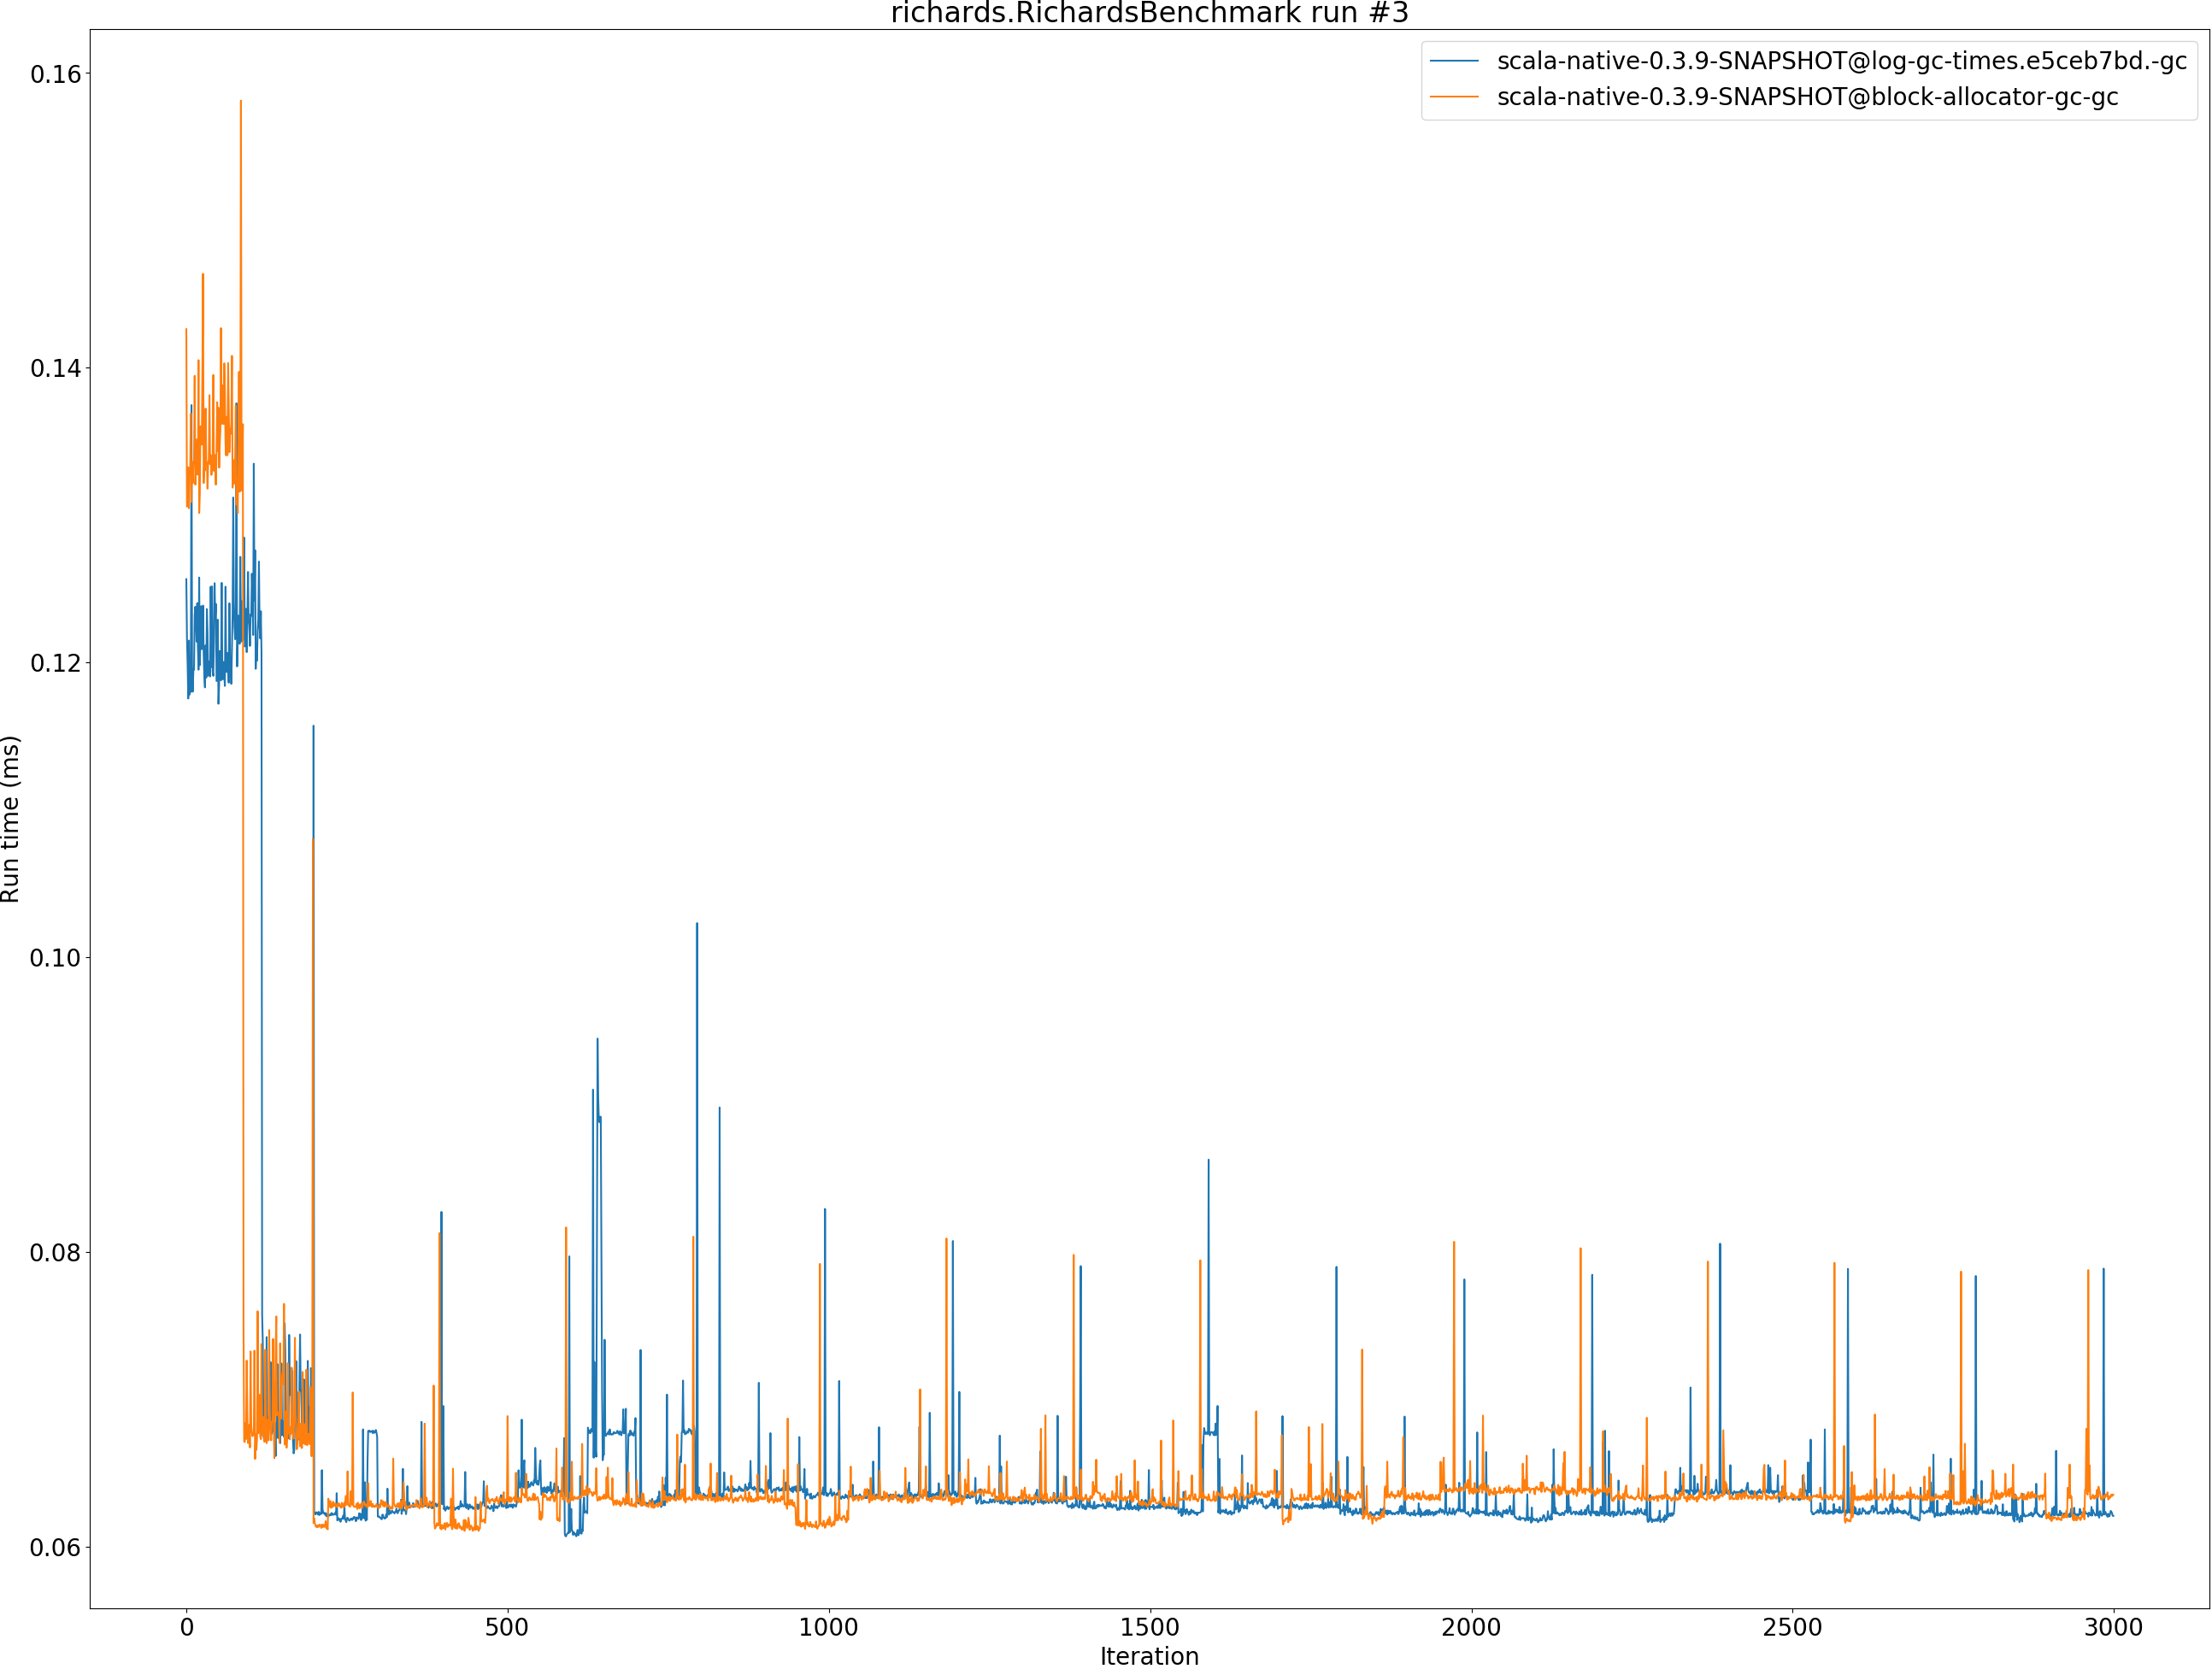 richards.RichardsBenchmark run #3
scala-native-0.3.9-SNAPSHOT@log-gc-times.e5ceb7bd.-gc
scala-native-0.3.9-SNAPSHOT@block-allocator-gc-gc
Run time (ms)
0.16
0.14
0.12
0.10
0.08
0.06
0 500 1000 1500 2000 2500 3000
Iteration